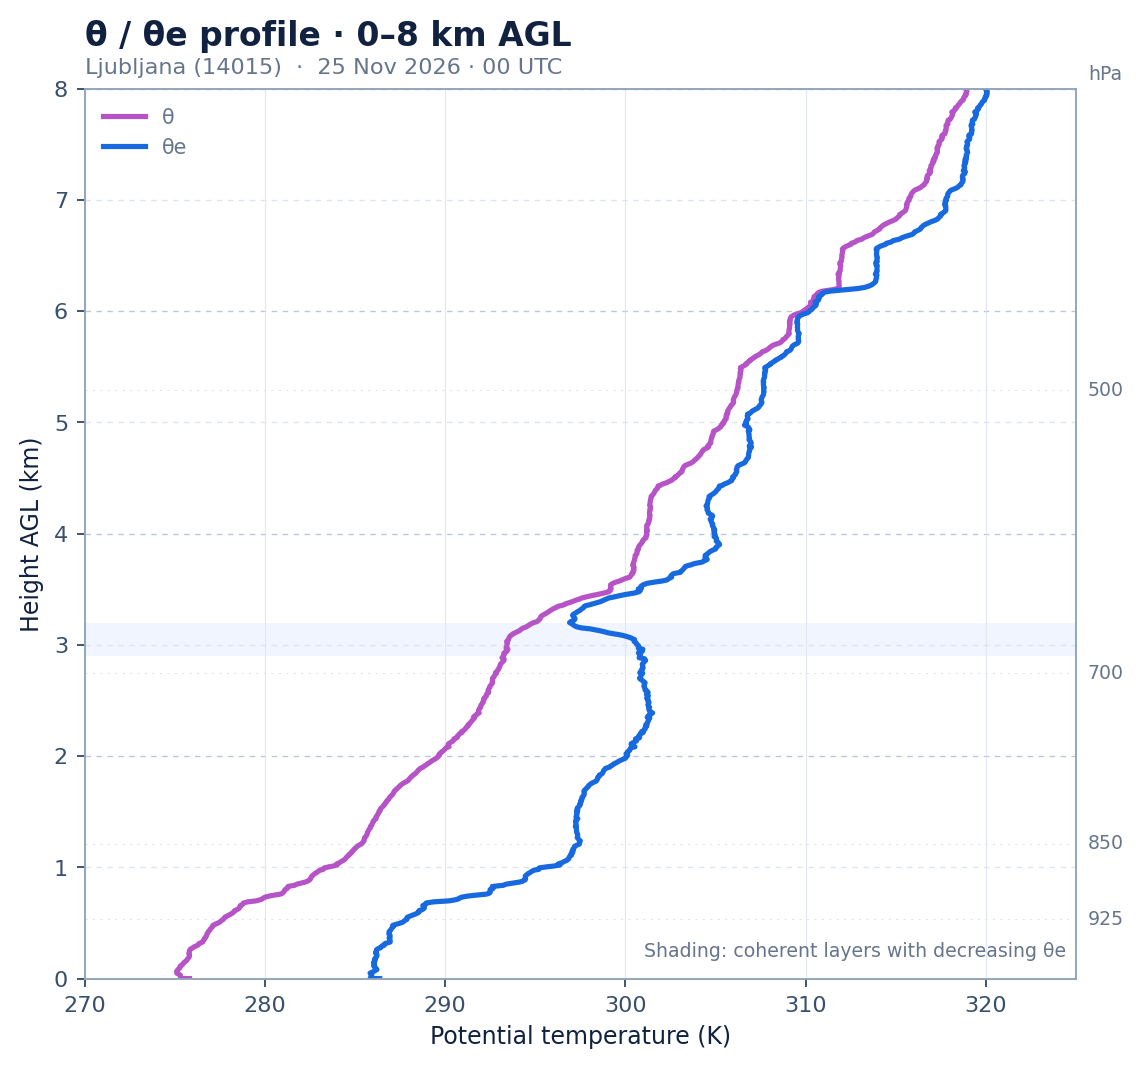 θ / θe profile · 0–8 km AGL
Ljubljana (14015) · 25 Nov 2026 · 00 UTC
hPa
θ
θe
8
7
6
5
4
3
2
1
0
Height AGL (km)
500
700
850
925
Shading: coherent layers with decreasing θe
270 280 290 300 310 320
Potential temperature (K)